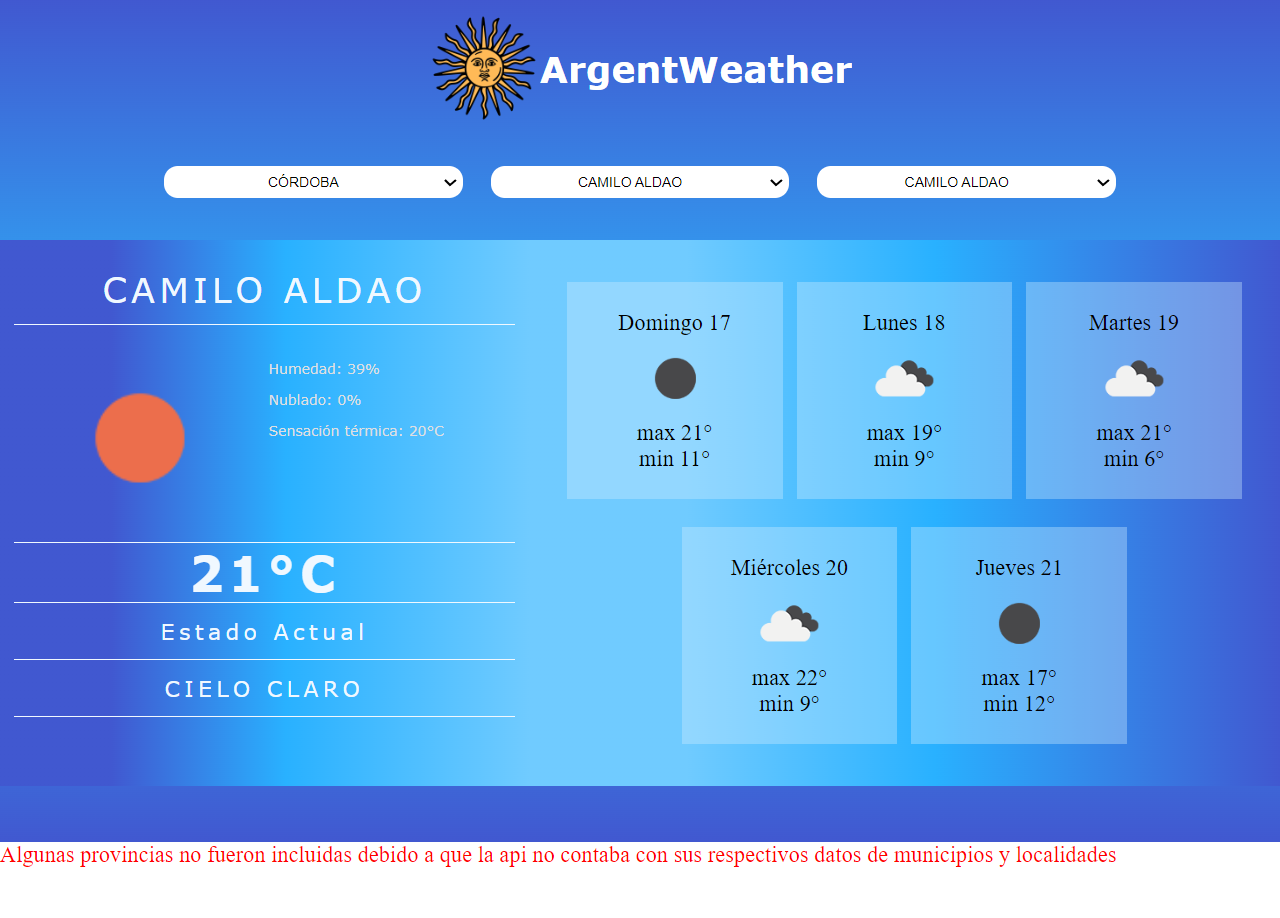 ArgentWeather
CÓRDOBA
CAMILO ALDAO
CAMILO ALDAO
CAMILO ALDAO
Humedad: 39%
Nublado: 0%
Sensación térmica: 20°C
21°C
Estado Actual
CIELO CLARO
Domingo 17
max 21°
min 11°
Lunes 18
max 19°
min 9°
Martes 19
max 21°
min 6°
Miércoles 20
max 22°
min 9°
Jueves 21
max 17°
min 12°
Algunas provincias no fueron incluidas debido a que la api no contaba con sus respectivos datos de municipios y localidades